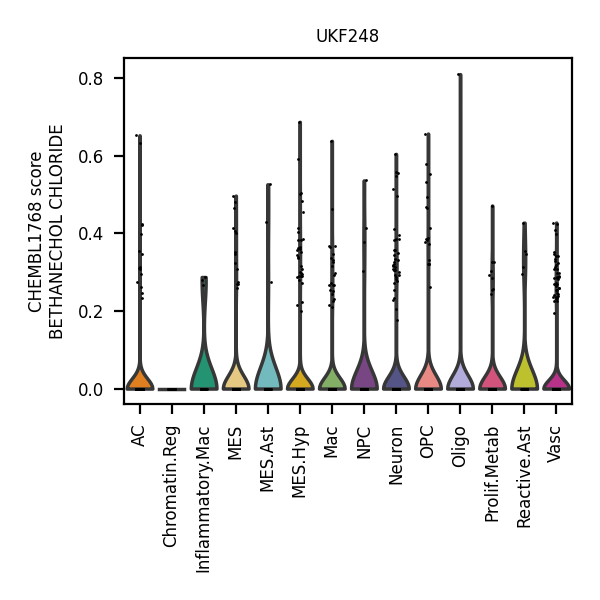 UKF248
CHEMBL1768 score
BETHANECHOL CHLORIDE
0.8
0.6
0.4
0.2
0.0
AC
Chromatin.Reg
Inflammatory.Mac
MES
MES.Ast
MES.Hyp
Mac
NPC
Neuron
OPC
Oligo
Prolif.Metab
Reactive.Ast
Vasc